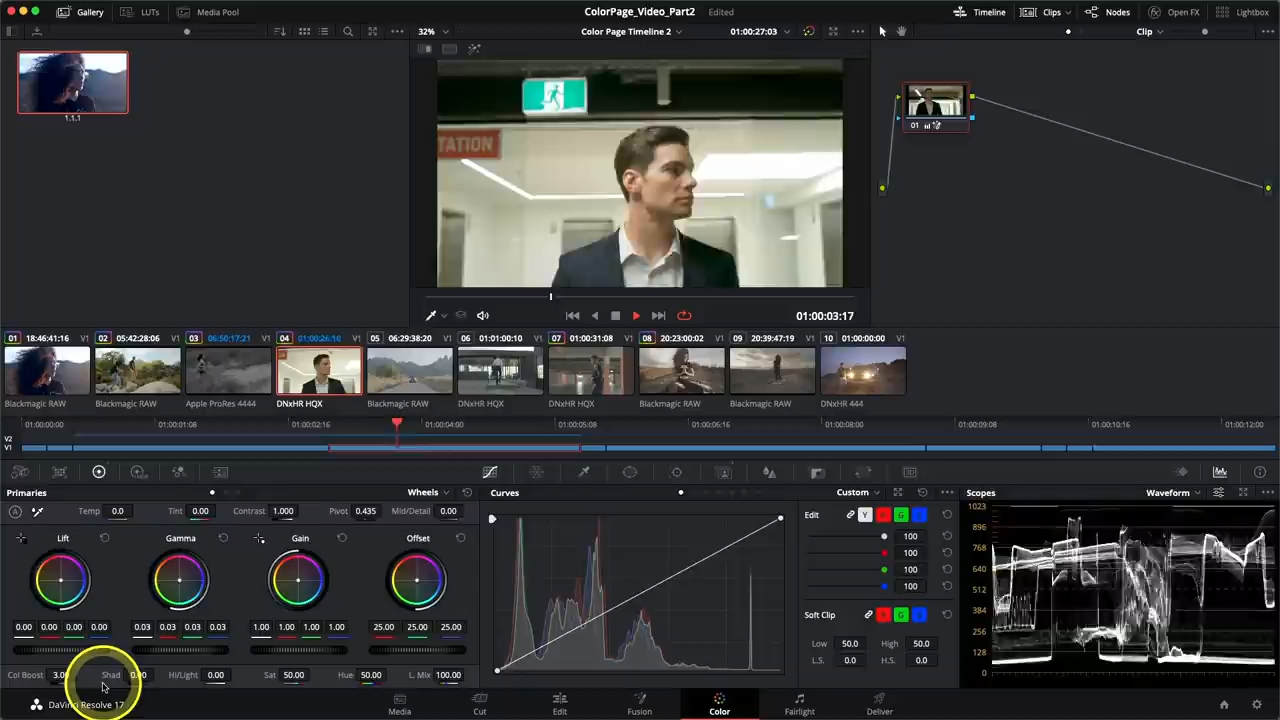 Gallery LUTs Media Pool ColorPage_Video_Part2 Edited Timeline Clips Nodes Open FX Lightbox
32% Color Page Timeline 2 01:00:27:03 Clip
1.1.1
TATION
01
01:00:03:17
01 18:46:41:16 V1 02 05:42:28:06 V1 03 06:50:17:21 V1 04 01:00:26:10 V1 05 06:29:38:20 V1 06 01:01:00:10 V1 07 01:00:31:08 V1 08 20:23:00:02 V1 09 20:39:47:19 V1 10 01:00:00:00 V1
Blackmagic RAW Blackmagic RAW Apple ProRes 4444 DNxHR HQX Blackmagic RAW DNxHR HQX DNxHR HQX Blackmagic RAW Blackmagic RAW DNxHR 444
01:00:00:00 01:00:01:08 01:00:02:16 01:00:04:00 01:00:05:08 01:00:06:16 01:00:08:00 01:00:09:08 01:00:10:16 01:00:12:00
V2
V1
Primaries Wheels Curves Custom Scopes Waveform
A Temp 0.0 Tint 0.00 Contrast 1.000 Pivot 0.435 Mid/Detail 0.00
Lift Gamma Gain Offset
0.00 0.00 0.00 0.00 0.03 0.03 0.03 0.03 1.00 1.00 1.00 1.00 25.00 25.00 25.00
Col Boost Shad Hi/Light 0.00 Sat 50.00 Hue 50.00 L. Mix 100.00
Edit Y
100
100
100
100
Soft Clip
Low 50.0 High 50.0
L.S. 0.0 H.S. 0.0
1023
896
768
640
512
384
256
128
0
DaVinci Resolve 17 Media Cut Edit Fusion Color Fairlight Deliver